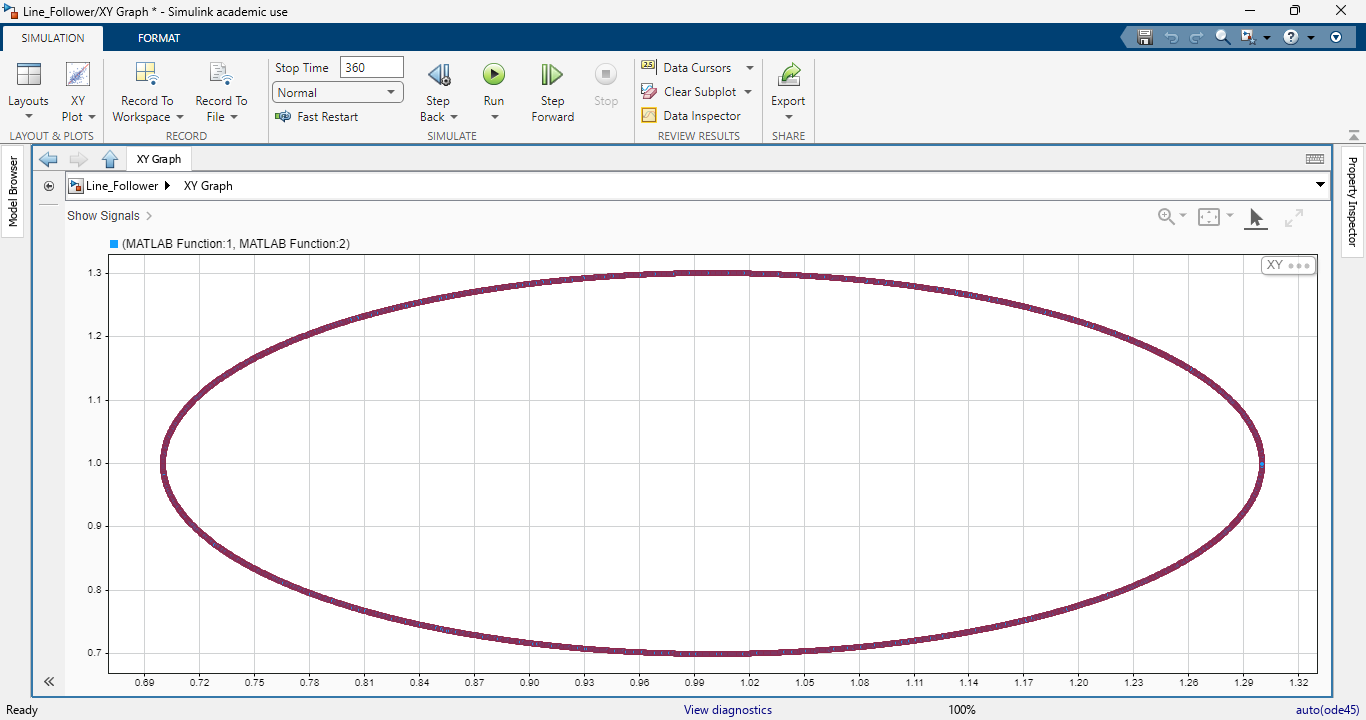 Line_Follower/XY Graph * - Simulink academic use
SIMULATION
FORMAT
Layouts
XY
Plot
LAYOUT & PLOTS
Record To
Workspace
Record To
File
RECORD
Stop Time
360
Normal
Fast Restart
Step
Back
Run
Step
Forward
Stop
SIMULATE
2.5
Data Cursors
Clear Subplot
Data Inspector
REVIEW RESULTS
Export
SHARE
Model Browser
XY Graph
Line_Follower
XY Graph
Property Inspector
Show Signals
(MATLAB Function:1, MATLAB Function:2)
XY
1.3
1.2
1.1
1.0
0.9
0.8
0.7
0.69 0.72 0.75 0.78 0.81 0.84 0.87 0.90 0.93 0.96 0.99 1.02 1.05 1.08 1.11 1.14 1.17 1.20 1.23 1.26 1.29 1.32
Ready
View diagnostics
100%
auto(ode45)